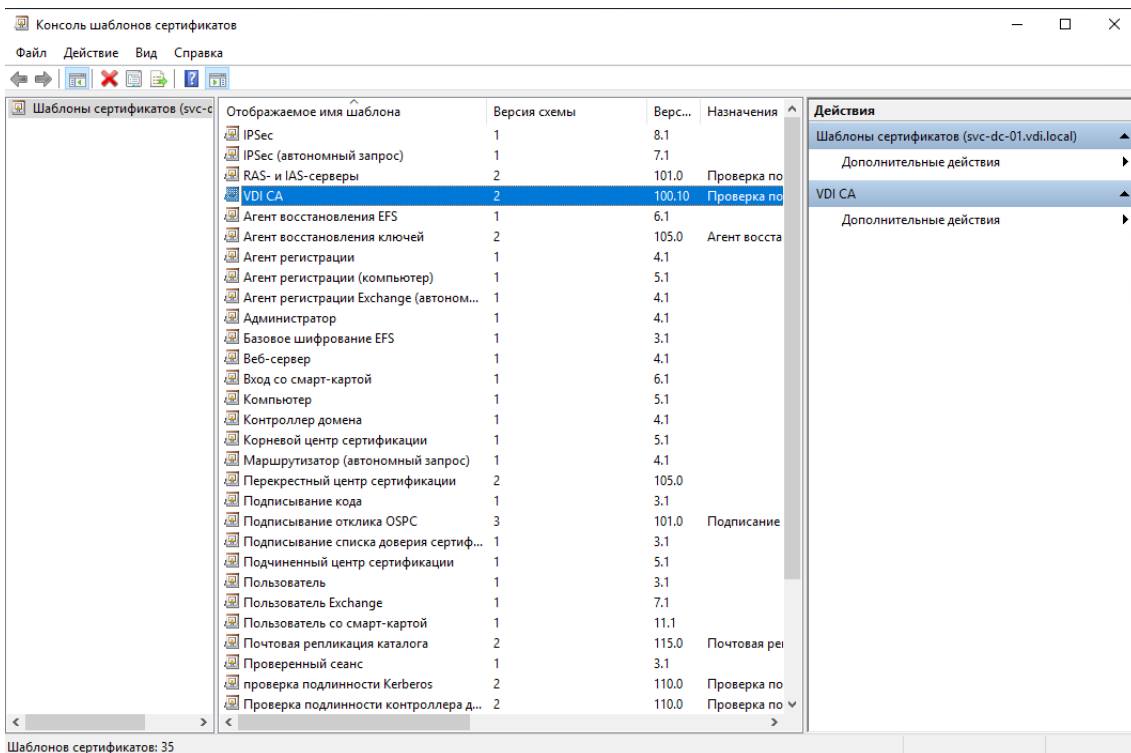 Консоль шаблонов сертификатов
Файл Действие Вид Справка
Шаблоны сертификатов (svc-d
Отображаемое имя шаблона Версия схемы Верс... Назначения
IPSec 1 8.1
IPSec (автономный запрос) 1 7.1
RAS- и IAS-серверы 2 101.0 Проверка по
VDI CA 2 100.10 Проверка по
Агент восстановления EFS 1 6.1
Агент восстановления ключей 2 105.0 Агент восста
Агент регистрации 1 4.1
Агент регистрации (компьютер) 1 5.1
Агент регистрации Exchange (автоном... 1 4.1
Администратор 1 4.1
Базовое шифрование EFS 1 3.1
Веб-сервер 1 4.1
Вход со смарт-картой 1 6.1
Компьютер 1 5.1
Контроллер домена 1 4.1
Корневой центр сертификации 1 5.1
Маршрутизатор (автономный запрос) 1 4.1
Перекрестный центр сертификации 2 105.0
Подписывание кода 1 3.1
Подписывание отклика OSPC 3 101.0 Подписание
Подписывание списка доверия сертиф... 1 3.1
Подчиненный центр сертификации 1 5.1
Пользователь 1 3.1
Пользователь Exchange 1 7.1
Пользователь со смарт-картой 1 11.1
Почтовая репликация каталога 2 115.0 Почтовая реп
Проверенный сеанс 1 3.1
проверка подлинности Kerberos 2 110.0 Проверка по
Проверка подлинности контроллера д... 2 110.0 Проверка по
Действия
Шаблоны сертификатов (svc-dc-01.vdi.local)
Дополнительные действия
VDI CA
Дополнительные действия
Шаблонов сертификатов: 35